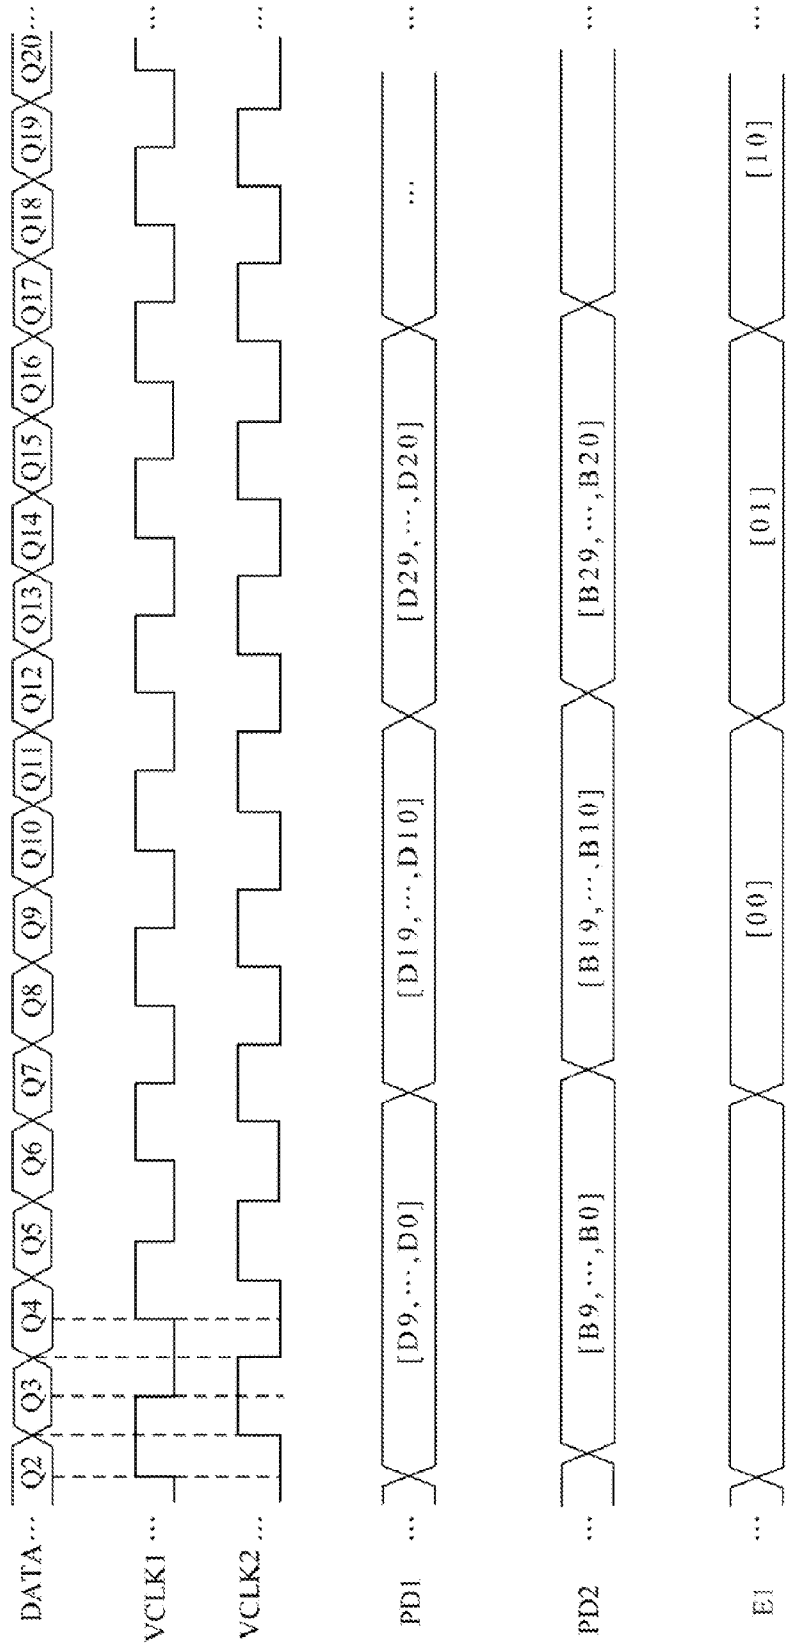 DATA... Q2 Q3 Q4 Q5 Q6 Q7 Q8 Q9 Q10 Q11 Q12 Q13 Q14 Q15 Q16 Q17 Q18 Q19 Q20 ...
VCLK1 ... ...
VCLK2 ... ...
PD1 ... [D9,...,D0] [D19,...,D10] [D29,...,D20] ... ...
PD2 ... [B9,...,B0] [B19,...,B10] [B29,...,B20] ...
E1 ... [00] [01] [10] ...